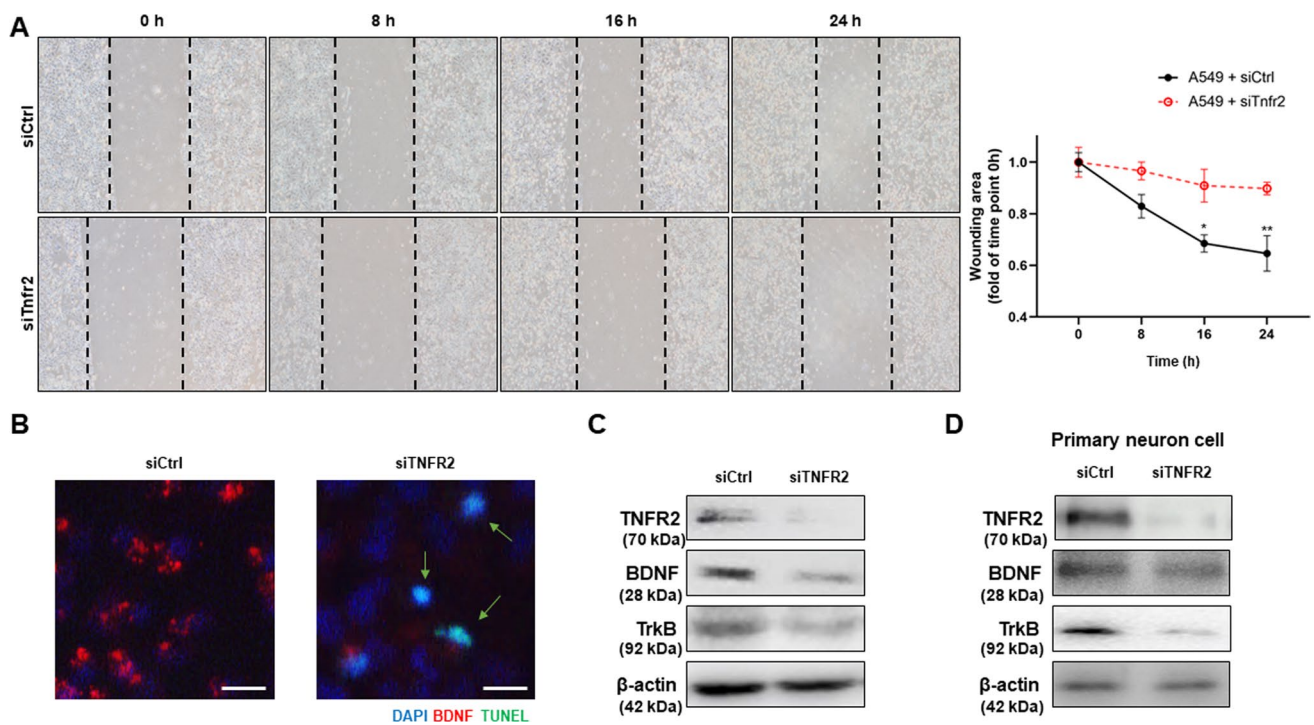 A
0 h 8 h 16 h 24 h
siCtrl
siTnfr2
A549 + siCtrl
A549 + siTnfr2
Wounding area
(fold of time point 0h)
1.0
0.8
0.6
0.4
*
**
0 8 16 24
Time (h)
B
siCtrl siTNFR2
DAPI BDNF TUNEL
C
siCtrl siTNFR2
TNFR2
(70 kDa)
BDNF
(28 kDa)
TrkB
(92 kDa)
β-actin
(42 kDa)
D
Primary neuron cell
siCtrl siTNFR2
TNFR2
(70 kDa)
BDNF
(28 kDa)
TrkB
(92 kDa)
β-actin
(42 kDa)